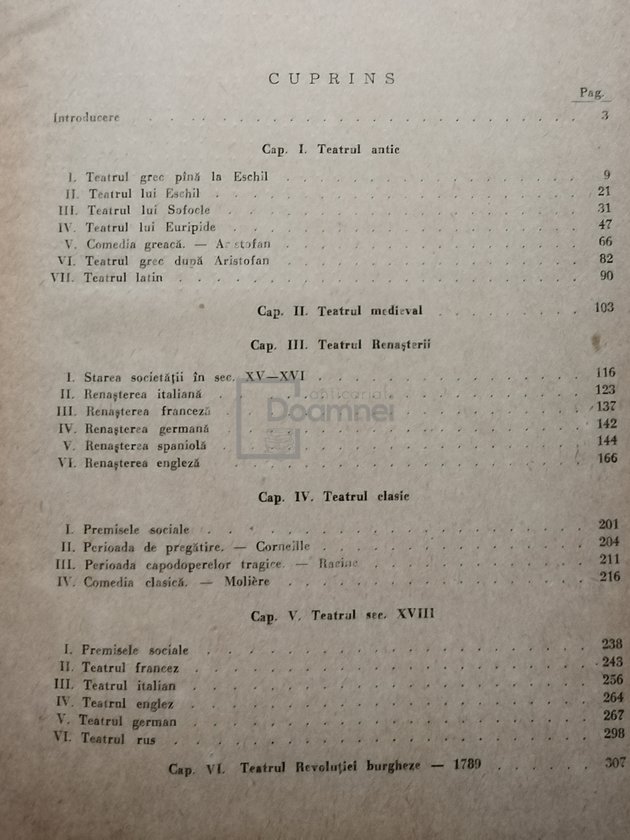 CUPRINS
Pag.
Introducere . . . . . . . . . . . . . . . . . . . . 3
Cap. I. Teatrul antic
I. Teatrul grec pînă la Eschil . . . . . . . . . . . . 9
II. Teatrul lui Eschil . . . . . . . . . . . . . . . 21
III. Teatrul lui Sofocle . . . . . . . . . . . . . . . 31
IV. Teatrul lui Euripide . . . . . . . . . . . . . . . 47
V. Comedia greacă. — Aristofan . . . . . . . . . . . . 66
VI. Teatrul grec după Aristofan . . . . . . . . . . . . 82
VII. Teatrul latin . . . . . . . . . . . . . . . . . 90
Cap. II. Teatrul medieval . . . . . . . 103
Cap. III. Teatrul Renașterii
I. Starea societății în sec. XV—XVI . . . . . . . . . . . 116
II. Renașterea italiană . . . . . . . . . . . . . . . 123
III. Renașterea franceză . . . . . . . . . . . . . . . 137
IV. Renașterea germană . . . . . . . . . . . . . . . 142
V. Renașterea spaniolă . . . . . . . . . . . . . . . 144
VI. Renașterea engleză . . . . . . . . . . . . . . . 166
anticariat
Doamnei
Cap. IV. Teatrul clasic
I. Premisele sociale . . . . . . . . . . . . . . . . 201
II. Perioada de pregătire. — Corneille . . . . . . . . . . 204
III. Perioada capodoperelor tragice. — Racine . . . . . . . . 211
IV. Comedia clasică. — Molière . . . . . . . . . . . . 216
Cap. V. Teatrul sec. XVIII
I. Premisele sociale . . . . . . . . . . . . . . . . 238
II. Teatrul francez . . . . . . . . . . . . . . . . 243
III. Teatrul italian . . . . . . . . . . . . . . . . 256
IV. Teatrul englez . . . . . . . . . . . . . . . . 264
V. Teatrul german . . . . . . . . . . . . . . . . 267
VI. Teatrul rus . . . . . . . . . . . . . . . . . 298
Cap. VI. Teatrul Revoluției burgheze — 1789 . . . . . . 307